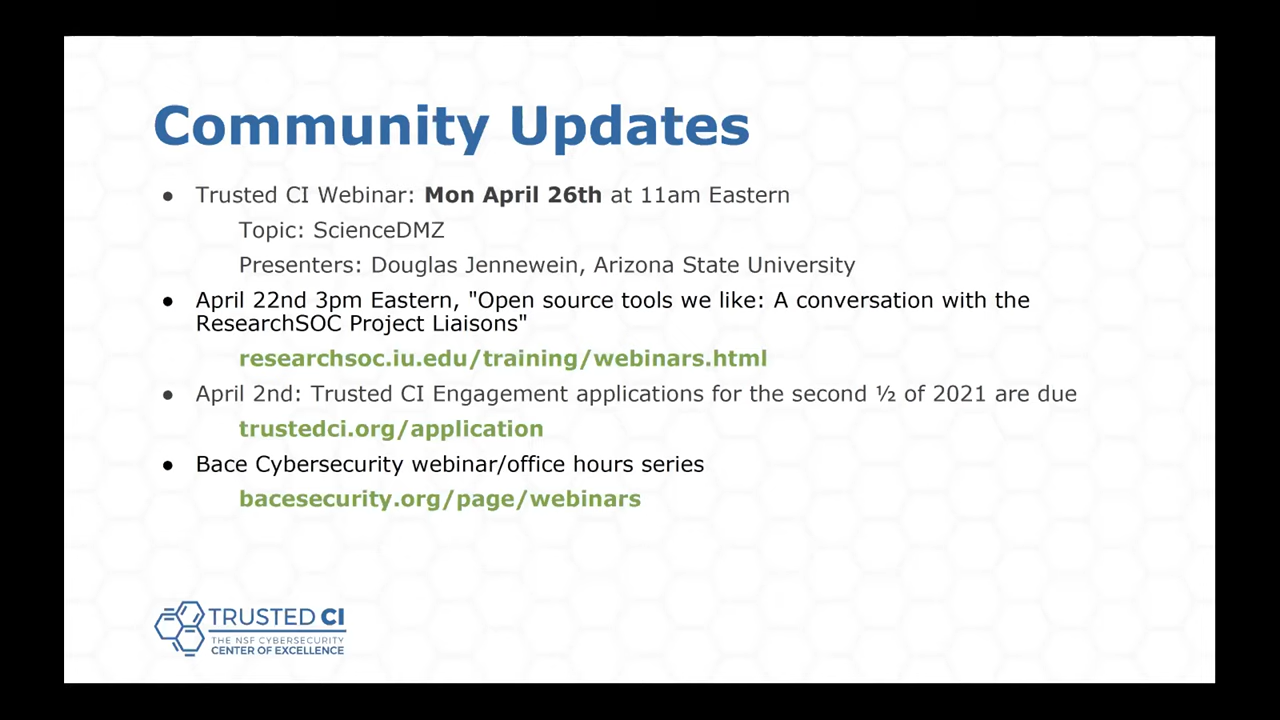 Community Updates
● Trusted CI Webinar: Mon April 26th at 11am Eastern
Topic: ScienceDMZ
Presenters: Douglas Jennewein, Arizona State University
● April 22nd 3pm Eastern, "Open source tools we like: A conversation with the
ResearchSOC Project Liaisons"
researchsoc.iu.edu/training/webinars.html
● April 2nd: Trusted CI Engagement applications for the second ½ of 2021 are due
trustedci.org/application
● Bace Cybersecurity webinar/office hours series
bacesecurity.org/page/webinars
TRUSTED CI
THE NSF CYBERSECURITY
CENTER OF EXCELLENCE